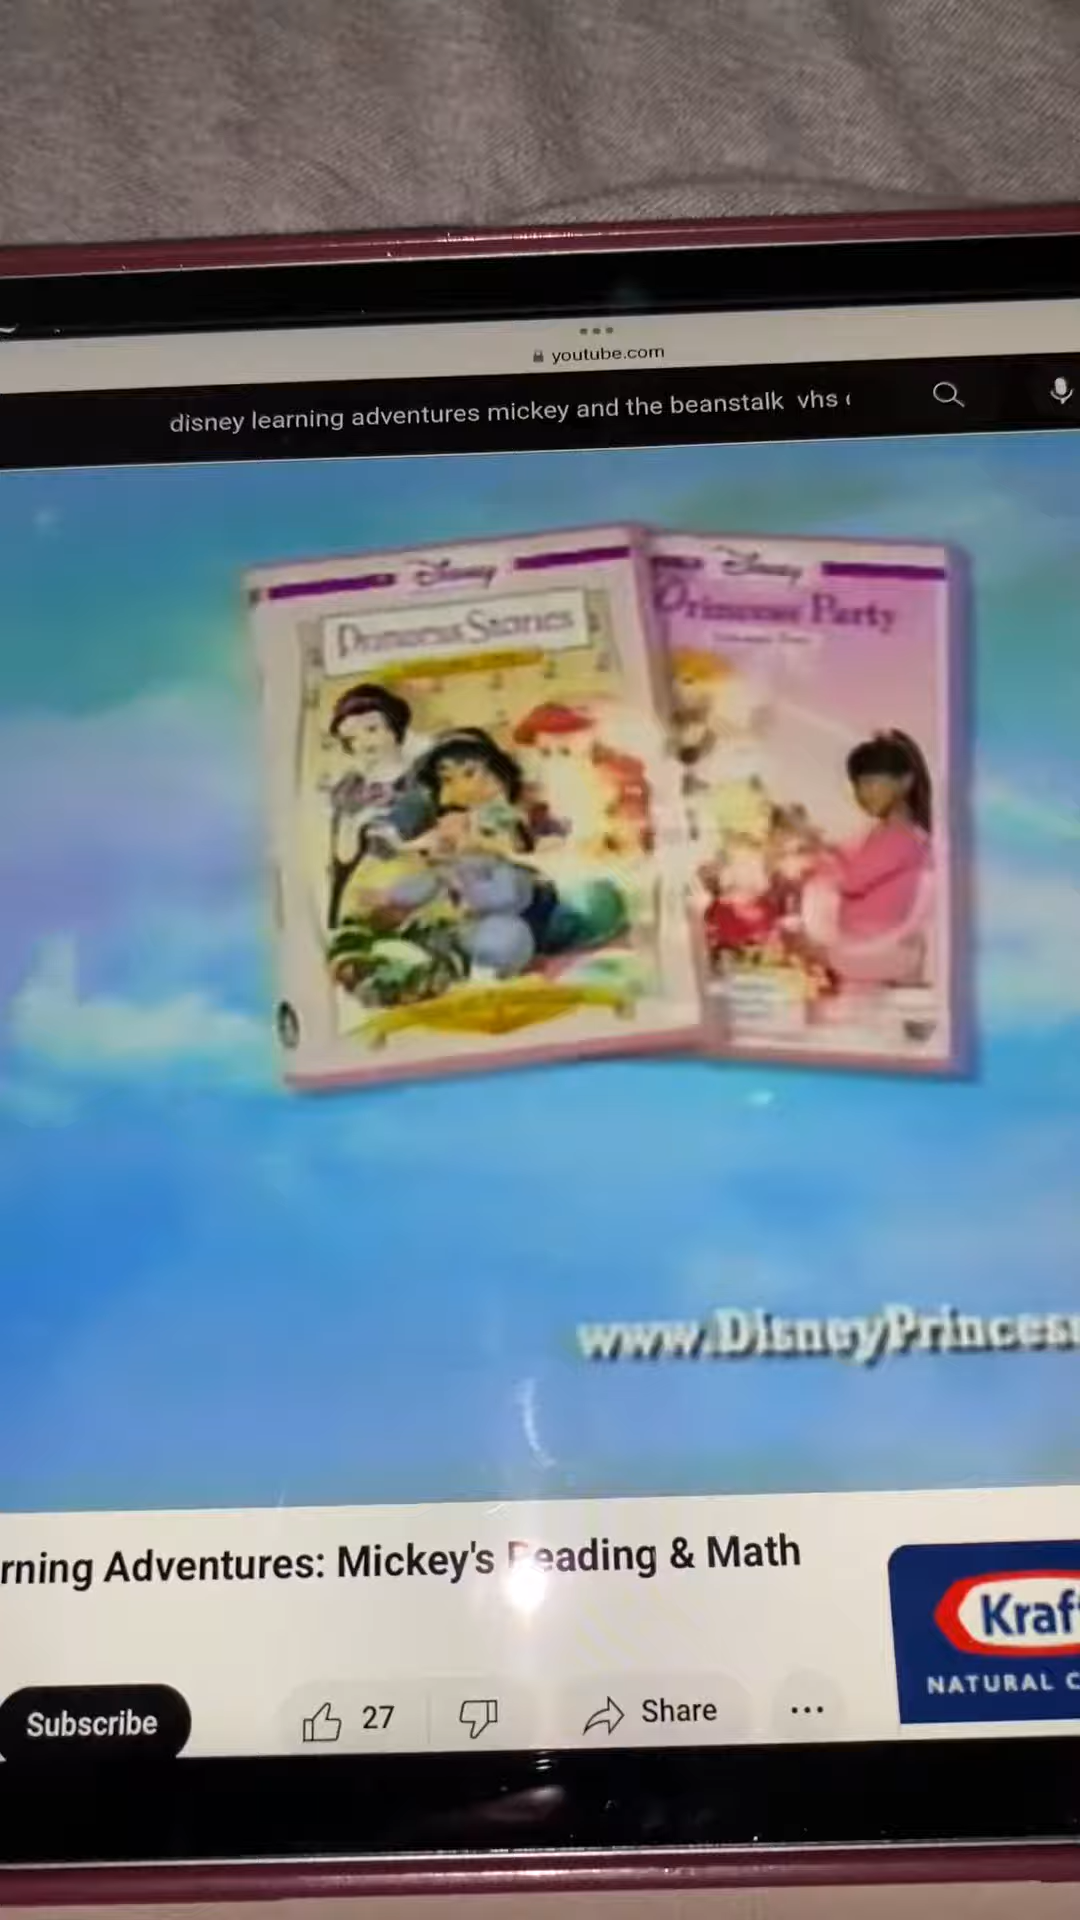 youtube.com
disney learning adventures mickey and the beanstalk vhs
Disney
Princess Stories
Disney
Princess Party
www.DisneyPrinces
rning Adventures: Mickey's Reading & Math
Kraf
NATURAL C
Subscribe
27
Share